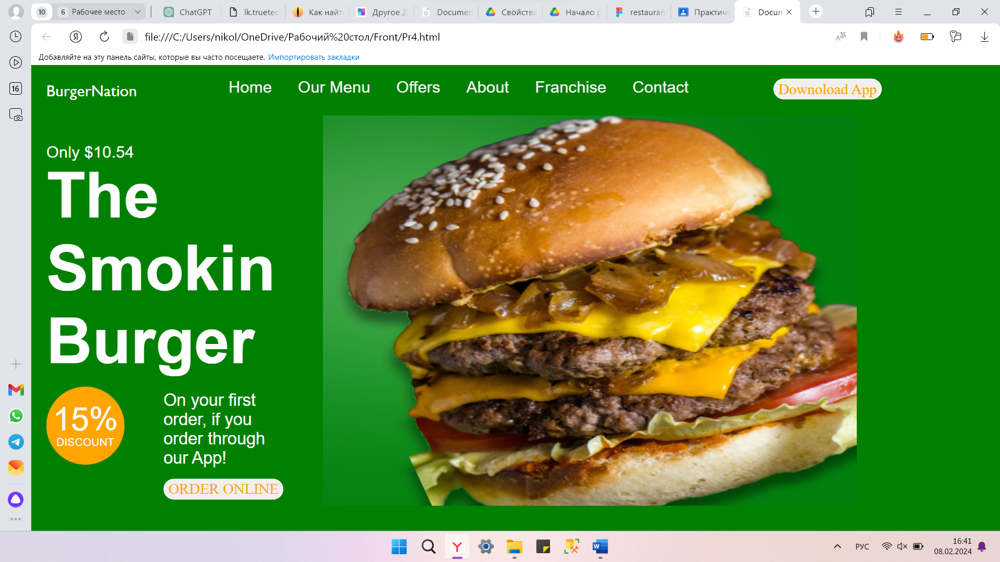 10
6 Рабочее место
ChatGPT
lk.truetec
Как найт
Другое Д
Documen
Свойства
Начало р
restauran
Практиче
Docum
file:///C:/Users/nikol/OneDrive/Рабочий%20стол/Front/Pr4.html
Добавляйте на эту панель сайты, которые вы часто посещаете. Импортировать закладки
16
BurgerNation
Home Our Menu Offers About Franchise Contact
Downoload App
Only $10.54
The
Smokin
Burger
15%
DISCOUNT
On your first
order, if you
order through
our App!
ORDER ONLINE
РУС
16:41
08.02.2024